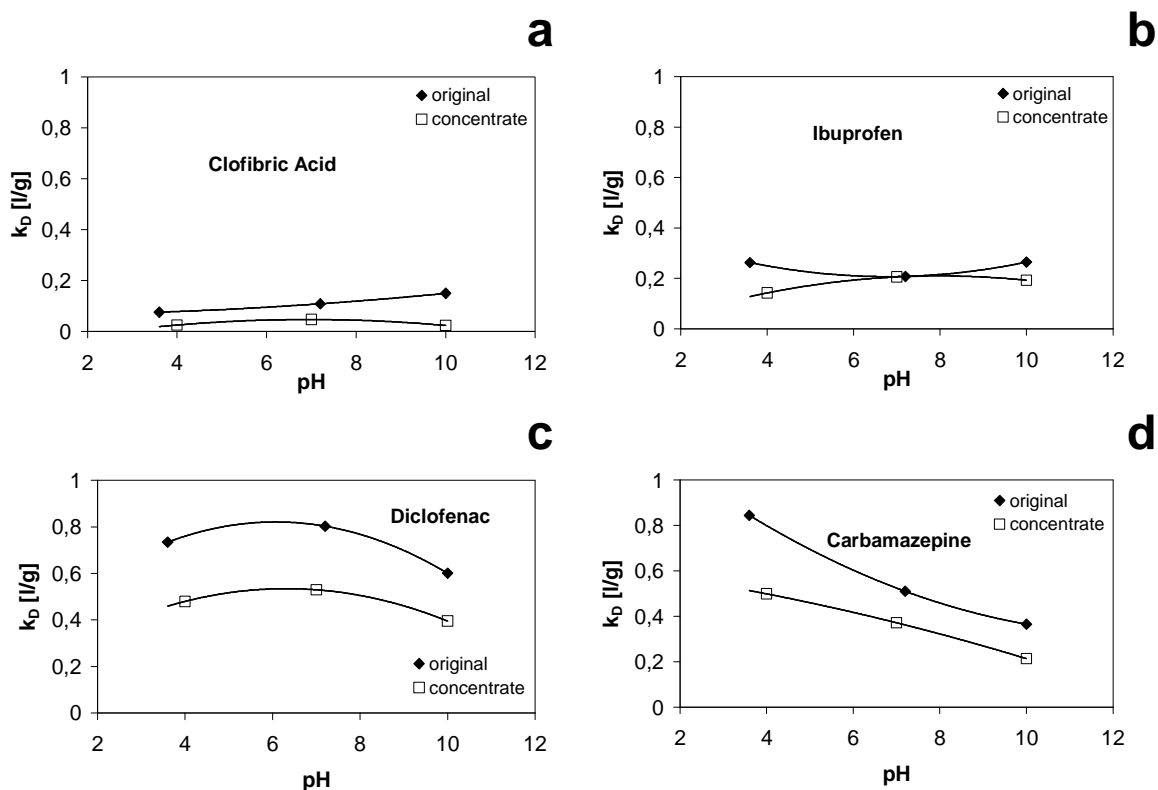 a
1
0,8
0,6
0,4
0,2
0
k_D [l/g]
original
concentrate
Clofibric Acid
2 4 6 8 10 12
pH
b
1
0,8
0,6
0,4
0,2
0
k_D [l/g]
original
concentrate
Ibuprofen
2 4 6 8 10 12
pH
c
1
0,8
0,6
0,4
0,2
0
k_D [l/g]
Diclofenac
original
concentrate
2 4 6 8 10 12
pH
d
1
0,8
0,6
0,4
0,2
0
k_D [l/g]
original
concentrate
Carbamazepine
2 4 6 8 10 12
pH